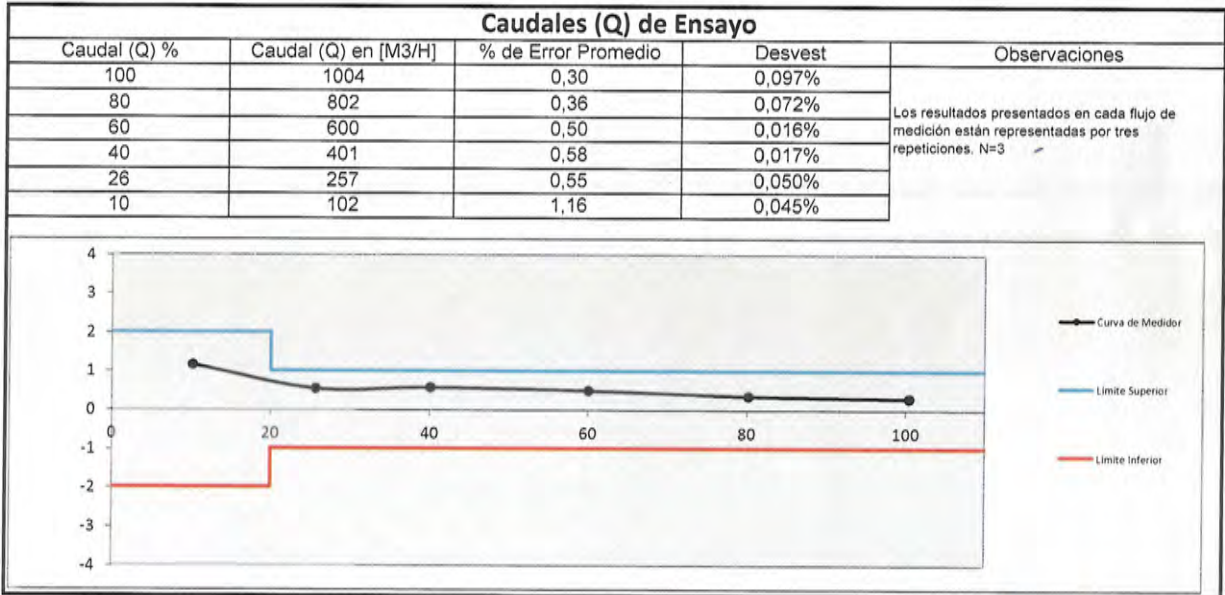 Caudales (Q) de Ensayo
Caudal (Q) % Caudal (Q) en [M3/H] % de Error Promedio Desvest Observaciones
100 1004 0,30 0,097%
80 802 0,36 0,072%
60 600 0,50 0,016%
40 401 0,58 0,017%
26 257 0,55 0,050%
10 102 1,16 0,045%
Los resultados presentados en cada flujo de
medición están representadas por tres
repeticiones. N=3
4
3
2
1
0
-1
-2
-3
-4
0 20 40 60 80 100
Curva de Medidor
Limite Superior
Limite Inferior